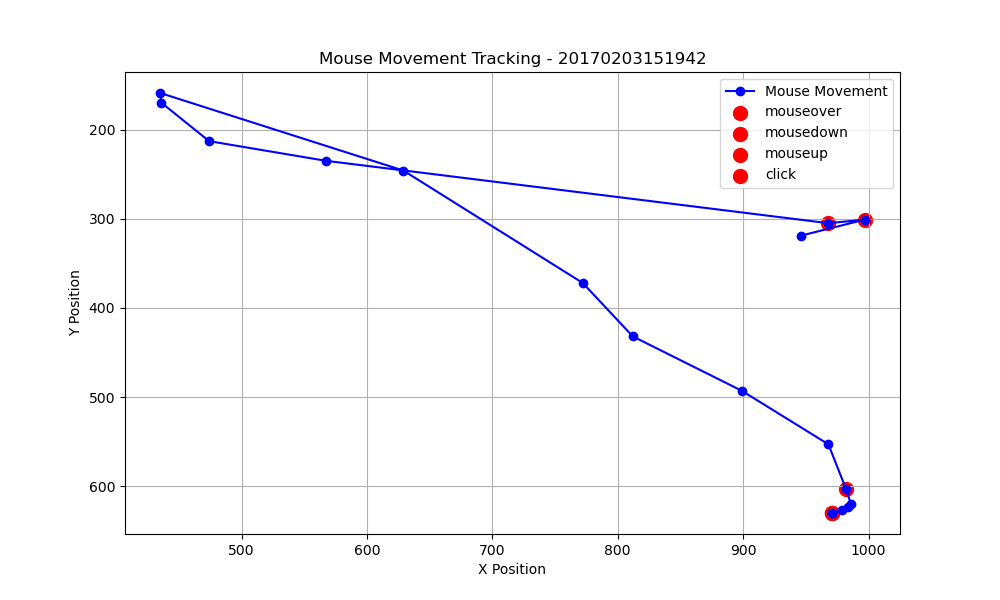 Mouse Movement Tracking - 20170203151942
Mouse Movement
mouseover
mousedown
mouseup
click
200
300
400
500
600
Y Position
500
600
700
800
900
1000
X Position